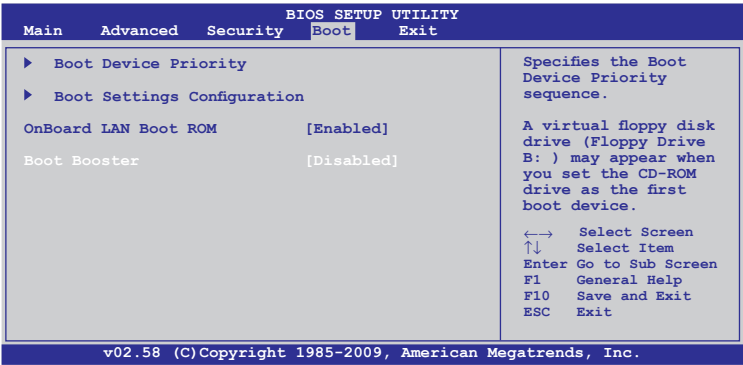 BIOS SETUP UTILITY
Main Advanced Security Boot Exit
Boot Device Priority
Boot Settings Configuration
OnBoard LAN Boot ROM [Enabled]
Boot Booster [Disabled]
Specifies the Boot
Device Priority
sequence.
A virtual floppy disk
drive (Floppy Drive
B: ) may appear when
you set the CD-ROM
drive as the first
boot device.
←→ Select Screen
↑↓ Select Item
Enter Go to Sub Screen
F1 General Help
F10 Save and Exit
ESC Exit
v02.58 (C)Copyright 1985-2009, American Megatrends, Inc.